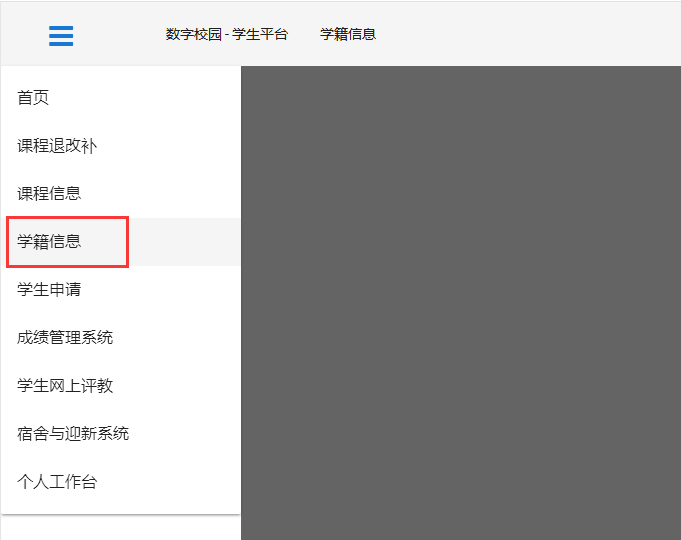 数字校园 - 学生平台 学籍信息
首页
课程退改补
课程信息
学籍信息
学生申请
成绩管理系统
学生网上评教
宿舍与迎新系统
个人工作台